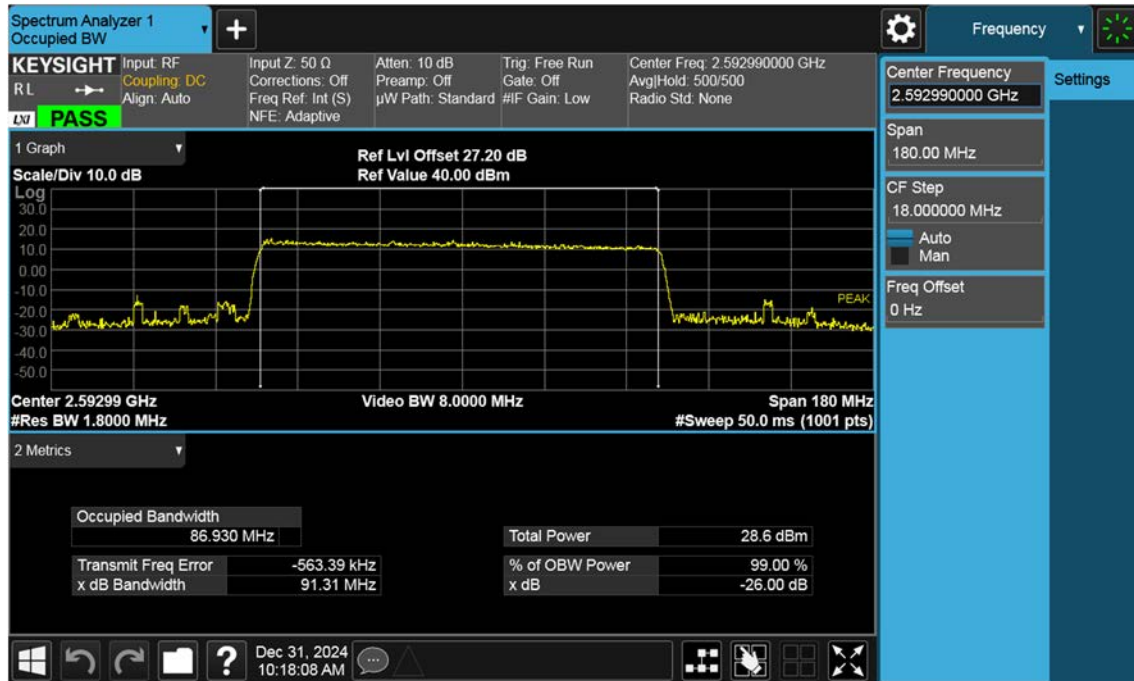 Spectrum Analyzer 1
Occupied BW
+
Frequency
KEYSIGHT
R L
LXI PASS
Input: RF
Coupling: DC
Align: Auto
Input Z: 50 Ω
Corrections: Off
Freq Ref: Int (S)
NFE: Adaptive
Atten: 10 dB
Preamp: Off
µW Path: Standard
Trig: Free Run
Gate: Off
#IF Gain: Low
Center Freq: 2.592990000 GHz
Avg|Hold: 500/500
Radio Std: None
Center Frequency
2.592990000 GHz
Settings
Span
180.00 MHz
CF Step
18.000000 MHz
Auto
Man
Freq Offset
0 Hz
1 Graph
Scale/Div 10.0 dB
Ref Lvl Offset 27.20 dB
Ref Value 40.00 dBm
Log
30.0
20.0
10.0
0.00
-10.0
-20.0
-30.0
-40.0
-50.0
PEAK
Center 2.59299 GHz
#Res BW 1.8000 MHz
Video BW 8.0000 MHz
Span 180 MHz
#Sweep 50.0 ms (1001 pts)
2 Metrics
Occupied Bandwidth
86.930 MHz
Transmit Freq Error -563.39 kHz
x dB Bandwidth 91.31 MHz
Total Power 28.6 dBm
% of OBW Power 99.00 %
x dB -26.00 dB
?
Dec 31, 2024
10:18:08 AM